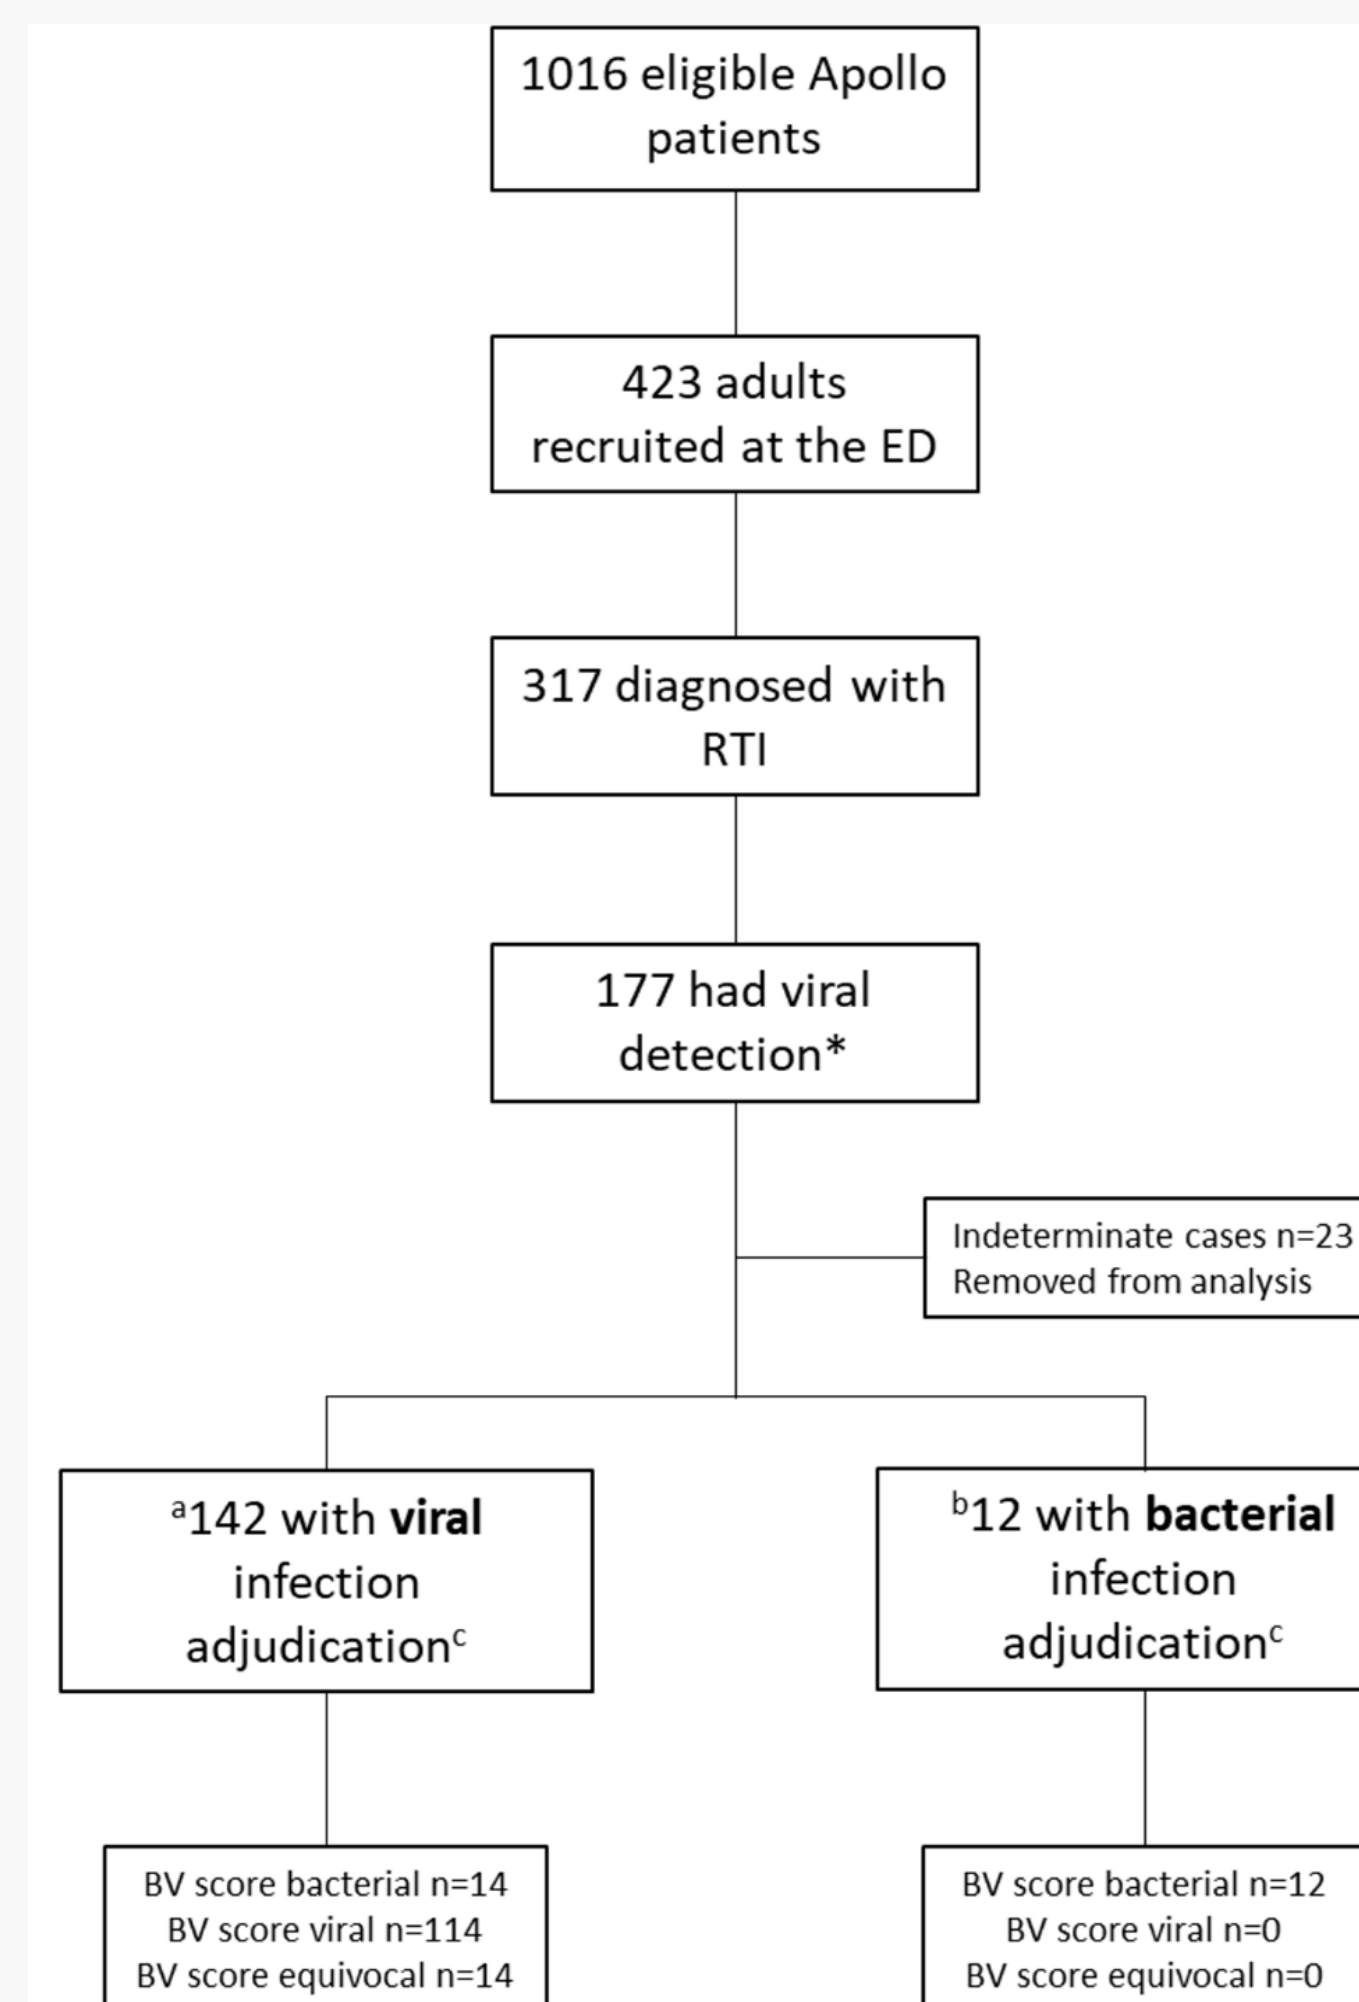 1016 eligible Apollo
patients
423 adults
recruited at the ED
317 diagnosed with
RTI
177 had viral
detection*
Indeterminate cases n=23
Removed from analysis
ᵃ142 with viral
infection
adjudicationᶜ
ᵇ12 with bacterial
infection
adjudicationᶜ
BV score bacterial n=14
BV score viral n=114
BV score equivocal n=14
BV score bacterial n=12
BV score viral n=0
BV score equivocal n=0